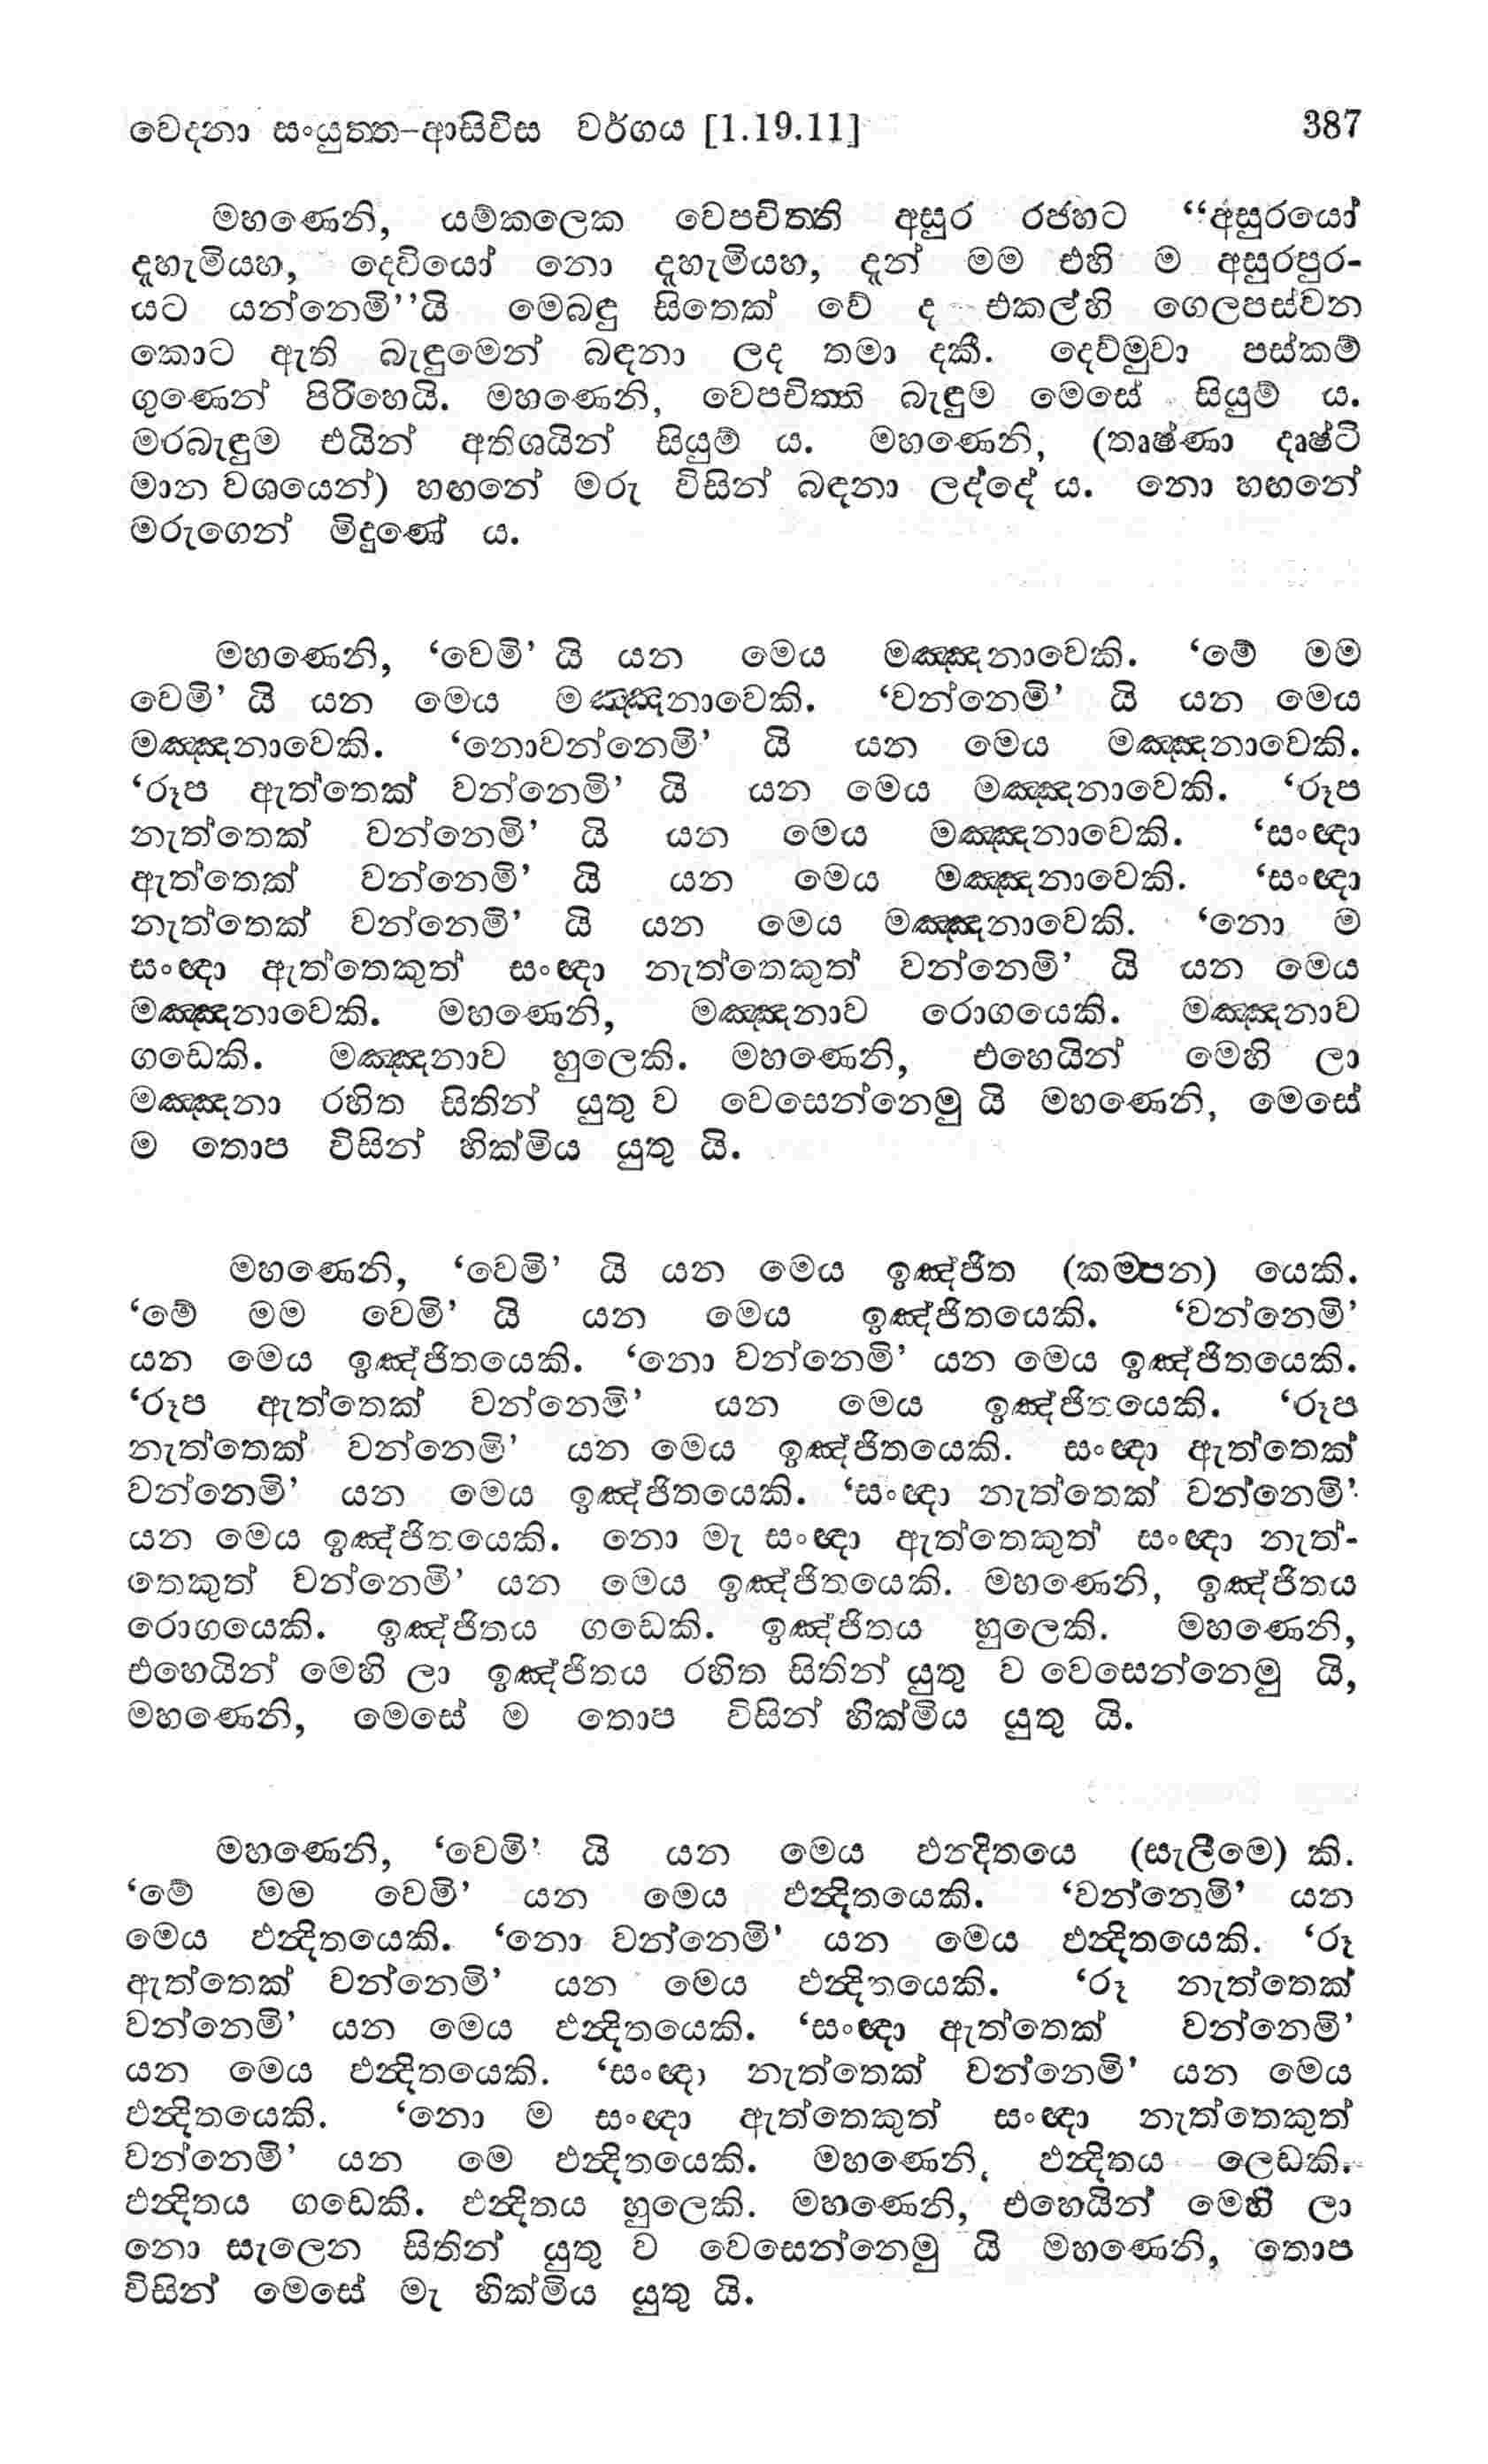 වෙදනා සංයුත්ත-ආසිවිස වර්ගය [1.19.11] 387
මහණෙනි, යම්කලෙක වෙපචිත්ති අසුර රජහට “අසුරයෝ
දැහැමියහ, දෙවියෝ නො දැහැමියහ, දැන් මම එහි ම අසුරපුර-
යට යන්නෙමි’’යි මෙබඳු සිතෙක් වේ ද එකල්හි ගෙලපස්වන
කොට ඇති බැඳුමෙන් බඳනා ලද තමා දකී. දෙව්මුවා පස්කම්
ගුණෙන් පිරිහෙයි. මහණෙනි, වෙපචිත්ති බැඳුම මෙසේ සියුම් ය.
මරබැඳුම එයින් අතිශයින් සියුම් ය. මහණෙනි, (තෘෂ්ණා දෘෂ්ටි
මාන වශයෙන්) හඟනේ මරු විසින් බඳනා ලද්දේ ය. නො හඟනේ
මරුගෙන් මිදුණේ ය.
මහණෙනි, ‘වෙමි’ යි යන මෙය මඤ්ඤනාවෙකි. ‘මේ මම
වෙමි’ යි යන මෙය මඤ්ඤනාවෙකි. ‘වන්නෙමි’ යි යන මෙය
මඤ්ඤනාවෙකි. ‘නොවන්නෙමි’ යි යන මෙය මඤ්ඤනාවෙකි.
‘රූප ඇත්තෙක් වන්නෙමි’ යි යන මෙය මඤ්ඤනාවෙකි. ‘රූප
නැත්තෙක් වන්නෙමි’ යි යන මෙය මඤ්ඤනාවෙකි. ‘සංඥා
ඇත්තෙක් වන්නෙමි’ යි යන මෙය මඤ්ඤනාවෙකි. ‘සංඥා
නැත්තෙක් වන්නෙමි’ යි යන මෙය මඤ්ඤනාවෙකි. ‘නො ම
සංඥා ඇත්තෙකුත් සංඥා නැත්තෙකුත් වන්නෙමි’ යි යන මෙය
මඤ්ඤනාවෙකි. මහණෙනි, මඤ්ඤනාව රොගයෙකි. මඤ්ඤනාව
ගඩෙකි. මඤ්ඤනාව හුලෙකි. මහණෙනි, එහෙයින් මෙහි ලා
මඤ්ඤනා රහිත සිතින් යුතු ව වෙසෙන්නෙමු යි මහණෙනි, මෙසේ
ම තොප විසින් හික්මිය යුතු යි.
මහණෙනි, ‘වෙමි’ යි යන මෙය ඉඤ්ජිත (කම්පන) යෙකි.
‘මේ මම වෙමි’ යි යන මෙය ඉඤ්ජිතයෙකි. ‘වන්නෙමි’
යන මෙය ඉඤ්ජිතයෙකි. ‘නො වන්නෙමි’ යන මෙය ඉඤ්ජිතයෙකි.
‘රූප ඇත්තෙක් වන්නෙමි’ යන මෙය ඉඤ්ජිතයෙකි. ‘රූප
නැත්තෙක් වන්නෙමි’ යන මෙය ඉඤ්ජිතයෙකි. සංඥා ඇත්තෙක්
වන්නෙමි’ යන මෙය ඉඤ්ජිතයෙකි. ‘සංඥා නැත්තෙක් වන්නෙමි’
යන මෙය ඉඤ්ජිතයෙකි. නො මැ සංඥා ඇත්තෙකුත් සංඥා නැත්-
තෙකුත් වන්නෙමි’ යන මෙය ඉඤ්ජිතයෙකි. මහණෙනි, ඉඤ්ජිතය
රොගයෙකි. ඉඤ්ජිතය ගඩෙකි. ඉඤ්ජිතය හුලෙකි. මහණෙනි,
එහෙයින් මෙහි ලා ඉඤ්ජිතය රහිත සිතින් යුතු ව වෙසෙන්නෙමු යි,
මහණෙනි, මෙසේ ම තොප විසින් හික්මිය යුතු යි.
මහණෙනි, ‘වෙමි’ යි යන මෙය ඵන්දිතයෙ (සැලීමෙ) කි.
‘මේ මම වෙමි’ යන මෙය ඵන්දිතයෙකි. ‘වන්නෙමි’ යන
මෙය ඵන්දිතයෙකි. ‘නො වන්නෙමි’ යන මෙය ඵන්දිතයෙකි. ‘රූ
ඇත්තෙක් වන්නෙමි’ යන මෙය ඵන්දිතයෙකි. ‘රූ නැත්තෙක්
වන්නෙමි’ යන මෙය ඵන්දිතයෙකි. ‘සංඥා ඇත්තෙක් වන්නෙමි’
යන මෙය ඵන්දිතයෙකි. ‘සංඥා නැත්තෙක් වන්නෙමි’ යන මෙය
ඵන්දිතයෙකි. ‘නො ම සංඥා ඇත්තෙකුත් සංඥා නැත්තෙකුත්
වන්නෙමි’ යන මෙ ඵන්දිතයෙකි. මහණෙනි, ඵන්දිතය ලෙඩකි.
ඵන්දිතය ගඩෙකි. ඵන්දිතය හුලෙකි. මහණෙනි, එහෙයින් මෙහි ලා
නො සැලෙන සිතින් යුතු ව වෙසෙන්නෙමු යි මහණෙනි, තොප
විසින් මෙසේ මැ හික්මිය යුතු යි.